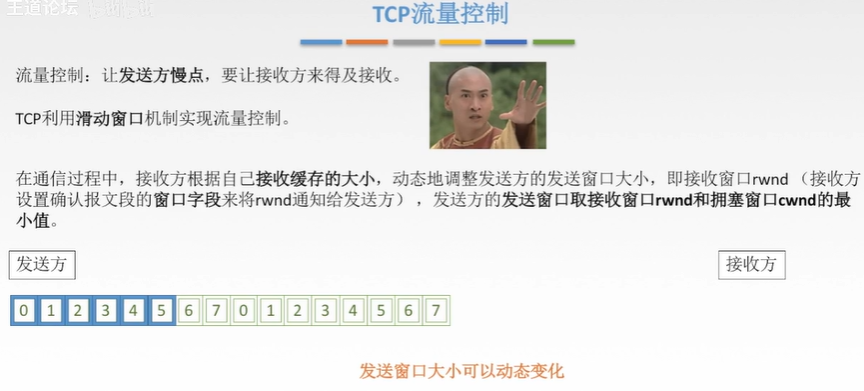 王道论坛
TCP流量控制
流量控制：让发送方慢点，要让接收方来得及接收。
TCP利用滑动窗口机制实现流量控制。
在通信过程中，接收方根据自己接收缓存的大小，动态地调整发送方的发送窗口大小，即接收窗口rwnd（接收方
设置确认报文段的窗口字段来将rwnd通知给发送方），发送方的发送窗口取接收窗口rwnd和拥塞窗口cwnd的最
小值。
发送方 接收方
0 1 2 3 4 5 6 7 0 1 2 3 4 5 6 7
发送窗口大小可以动态变化